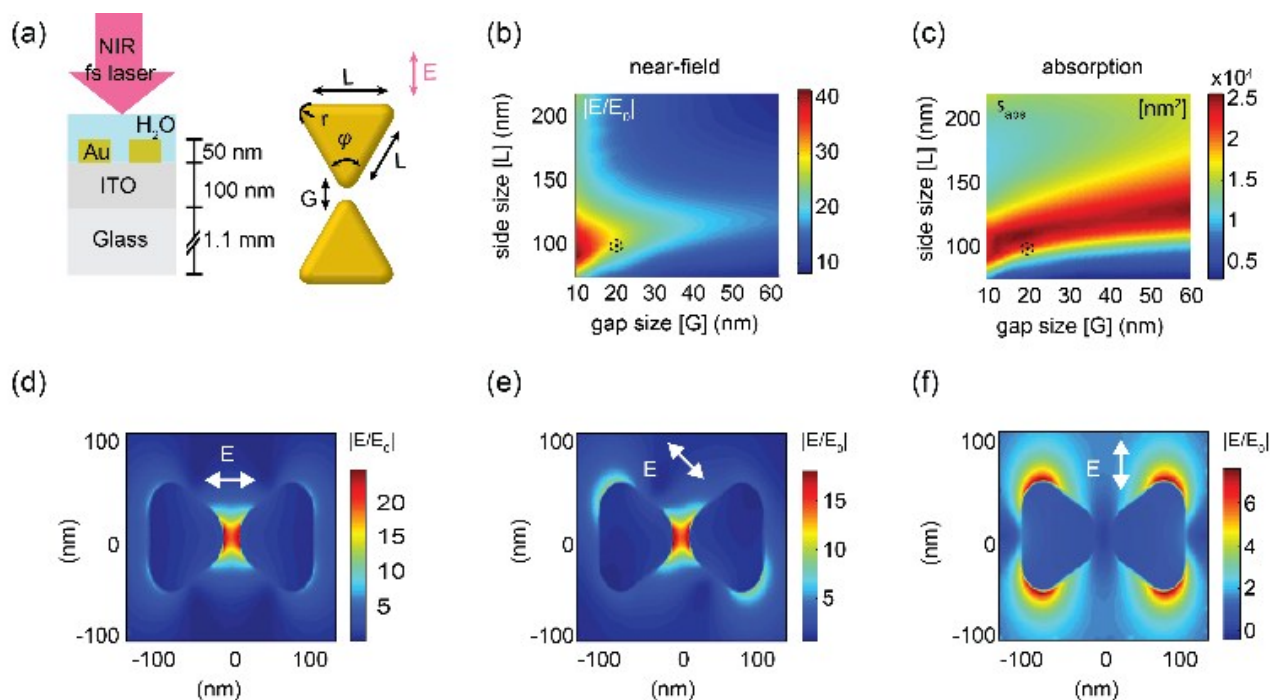 (a)
NIR
fs laser
H₂O
Au
50 nm
ITO
100 nm
Glass
1.1 mm
L
E
r
φ
L
G
(b)
near-field
|E/E₀|
side size [L] (nm)
200
150
100
10 20 30 40 50 60
gap size [G] (nm)
40
30
20
10
(c)
absorption
x10⁴
[nm²]
side size [L] (nm)
200
150
100
10 20 30 40 50 60
gap size [G] (nm)
2.5
2
1.5
1
0.5
(d)
|E/E₀|
E
100
0
-100
(nm)
-100 0 100
(nm)
20
15
10
5
(e)
|E/E₀|
E
100
0
-100
(nm)
-100 0 100
(nm)
15
10
5
(f)
|E/E₀|
E
100
0
-100
(nm)
-100 0 100
(nm)
6
4
2
0